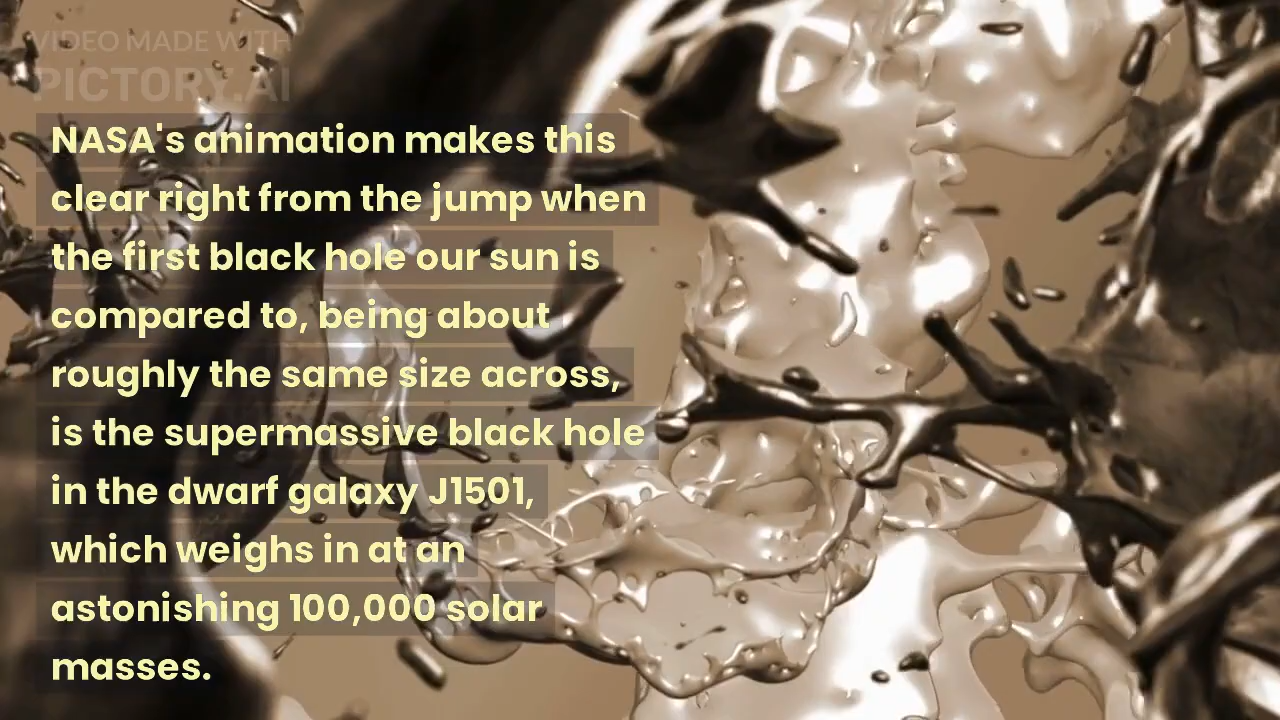 VIDEO MADE WITH
PICTORY.AI
NASA's animation makes this
clear right from the jump when
the first black hole our sun is
compared to, being about
roughly the same size across,
is the supermassive black hole
in the dwarf galaxy J1501,
which weighs in at an
astonishing 100,000 solar
masses.